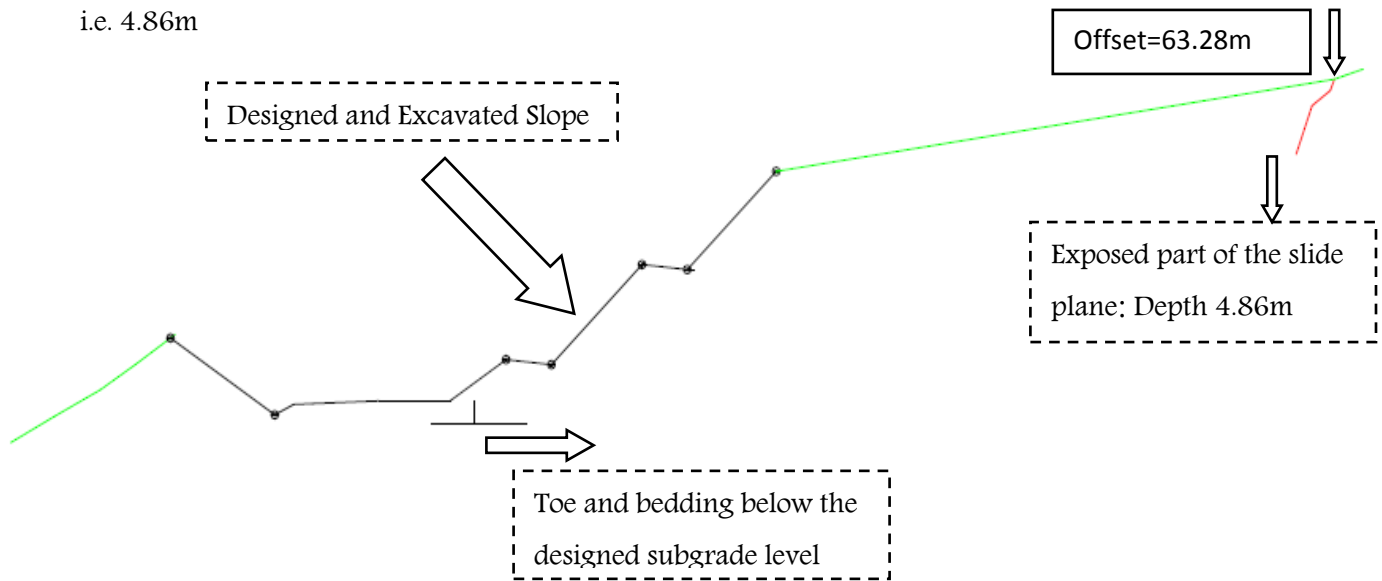 i.e. 4.86m
Offset=63.28m
Designed and Excavated Slope
Exposed part of the slide
plane: Depth 4.86m
Toe and bedding below the
designed subgrade level